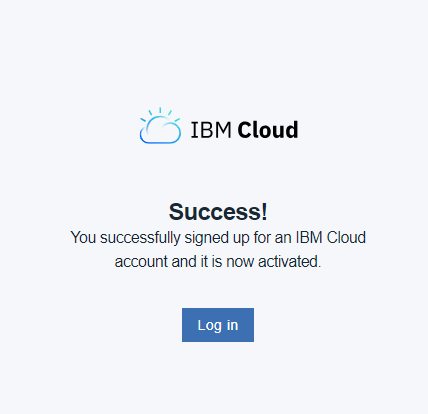 IBM Cloud
Success!
You successfully signed up for an IBM Cloud
account and it is now activated.
Log in